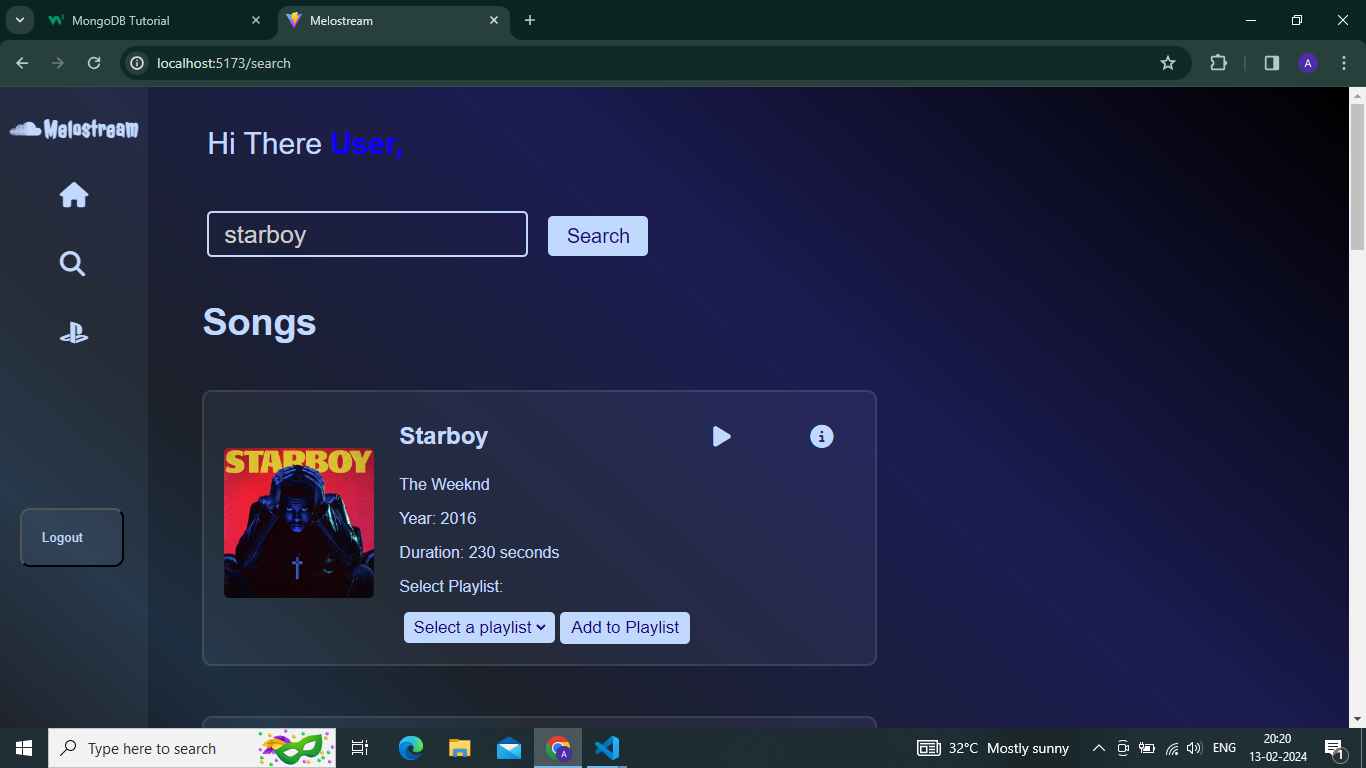 MongoDB Tutorial
Melostream
localhost:5173/search
A
Melostream
Hi There User,
starboy
Search
Songs
STARBOY
Starboy
The Weeknd
Year: 2016
Duration: 230 seconds
Select Playlist:
Select a playlist
Add to Playlist
Logout
Type here to search
A
32°C Mostly sunny
ENG
20:20
13-02-2024
1